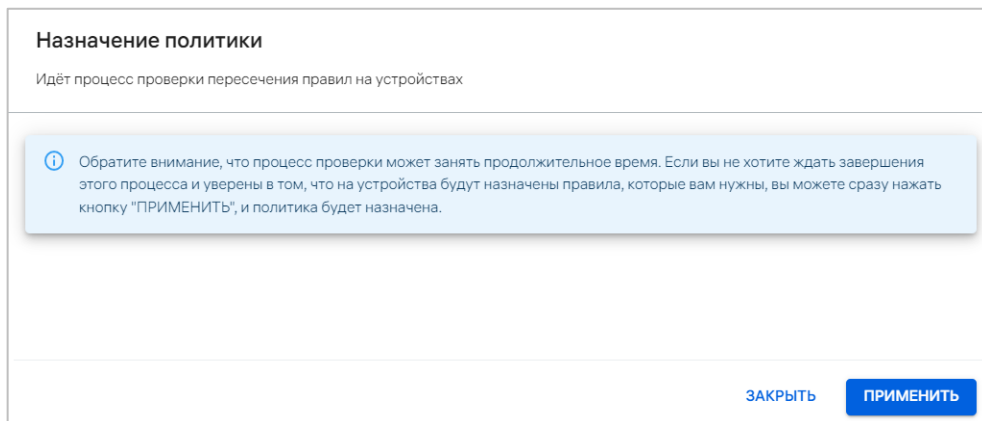 Назначение политики
Идёт процесс проверки пересечения правил на устройствах
Обратите внимание, что процесс проверки может занять продолжительное время. Если вы не хотите ждать завершения
этого процесса и уверены в том, что на устройства будут назначены правила, которые вам нужны, вы можете сразу нажать
кнопку "ПРИМЕНИТЬ", и политика будет назначена.
ЗАКРЫТЬ ПРИМЕНИТЬ